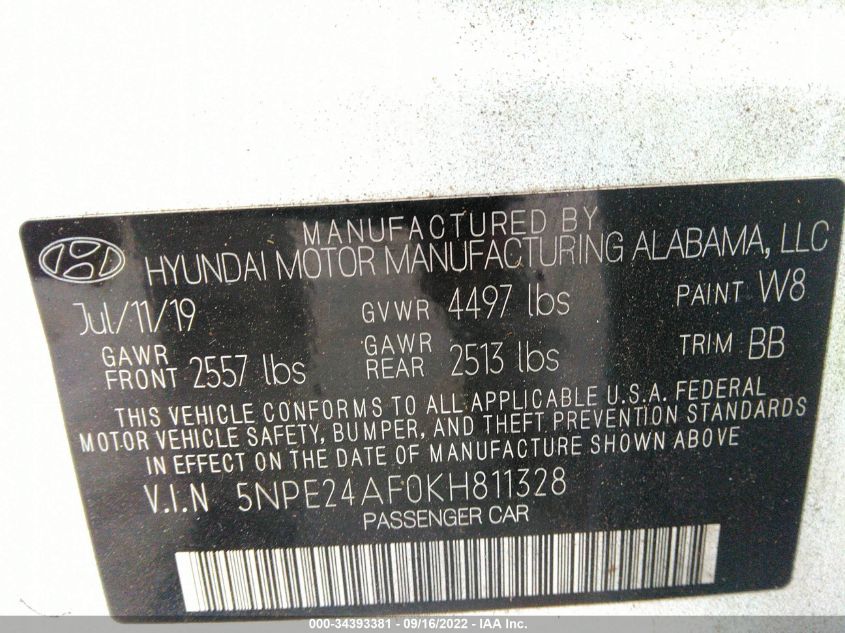 MANUFACTURED BY
HYUNDAI MOTOR MANUFACTURING ALABAMA, LLC
Jul/11/19 GVWR 4497 lbs PAINT W8
GAWR FRONT 2557 lbs GAWR REAR 2513 lbs TRIM BB
THIS VEHICLE CONFORMS TO ALL APPLICABLE U.S.A. FEDERAL
MOTOR VEHICLE SAFETY, BUMPER, AND THEFT PREVENTION STANDARDS
IN EFFECT ON THE DATE OF MANUFACTURE SHOWN ABOVE
V.I.N 5NPE24AF0KH811328
PASSENGER CAR
000-34393381 - 09/16/2022 - IAA Inc.